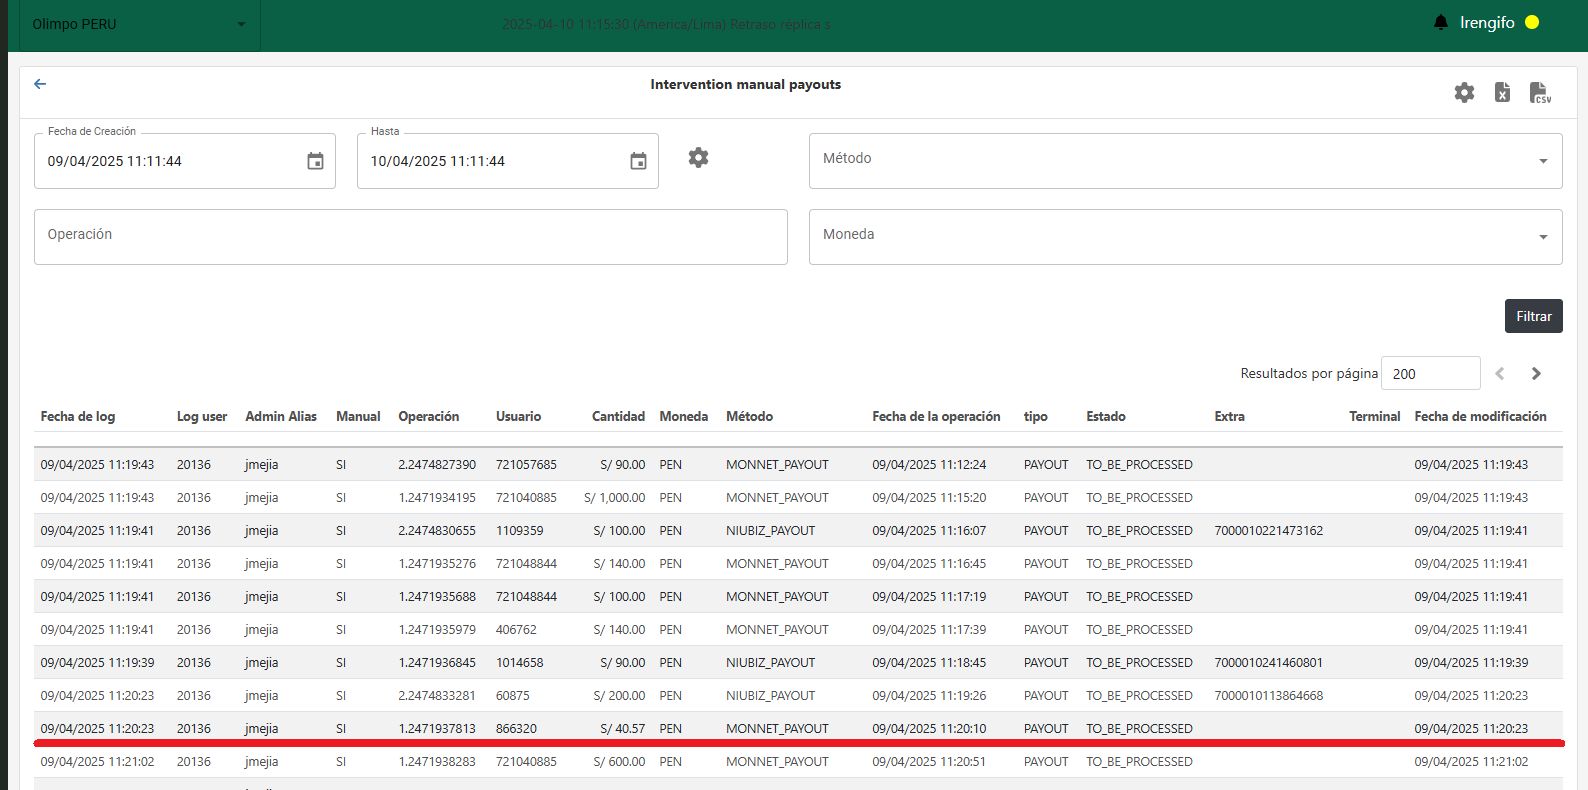 Olimpo PERU
2025-04-10 11:15:30 (America/Lima) Retraso réplica s
lrengifo
Intervention manual payouts
Fecha de Creación
09/04/2025 11:11:44
Hasta
10/04/2025 11:11:44
Método
Operación
Moneda
Filtrar
Resultados por página 200
Fecha de log Log user Admin Alias Manual Operación Usuario Cantidad Moneda Método Fecha de la operación tipo Estado Extra Terminal Fecha de modificación
09/04/2025 11:19:43 20136 jmejia SI 2.2474827390 721057685 S/ 90.00 PEN MONNET_PAYOUT 09/04/2025 11:12:24 PAYOUT TO_BE_PROCESSED 09/04/2025 11:19:43
09/04/2025 11:19:43 20136 jmejia SI 1.2471934195 721040885 S/ 1,000.00 PEN MONNET_PAYOUT 09/04/2025 11:15:20 PAYOUT TO_BE_PROCESSED 09/04/2025 11:19:43
09/04/2025 11:19:41 20136 jmejia SI 2.2474830655 1109359 S/ 100.00 PEN NIUBIZ_PAYOUT 09/04/2025 11:16:07 PAYOUT TO_BE_PROCESSED 7000010221473162 09/04/2025 11:19:41
09/04/2025 11:19:41 20136 jmejia SI 1.2471935276 721048844 S/ 140.00 PEN MONNET_PAYOUT 09/04/2025 11:16:45 PAYOUT TO_BE_PROCESSED 09/04/2025 11:19:41
09/04/2025 11:19:41 20136 jmejia SI 1.2471935688 721048844 S/ 100.00 PEN MONNET_PAYOUT 09/04/2025 11:17:19 PAYOUT TO_BE_PROCESSED 09/04/2025 11:19:41
09/04/2025 11:19:41 20136 jmejia SI 1.2471935979 406762 S/ 140.00 PEN MONNET_PAYOUT 09/04/2025 11:17:39 PAYOUT TO_BE_PROCESSED 09/04/2025 11:19:41
09/04/2025 11:19:39 20136 jmejia SI 1.2471936845 1014658 S/ 90.00 PEN NIUBIZ_PAYOUT 09/04/2025 11:18:45 PAYOUT TO_BE_PROCESSED 7000010241460801 09/04/2025 11:19:39
09/04/2025 11:20:23 20136 jmejia SI 2.2474833281 60875 S/ 200.00 PEN NIUBIZ_PAYOUT 09/04/2025 11:19:26 PAYOUT TO_BE_PROCESSED 7000010113864668 09/04/2025 11:20:23
09/04/2025 11:20:23 20136 jmejia SI 1.2471937813 866320 S/ 40.57 PEN MONNET_PAYOUT 09/04/2025 11:20:10 PAYOUT TO_BE_PROCESSED 09/04/2025 11:20:23
09/04/2025 11:21:02 20136 jmejia SI 1.2471938283 721040885 S/ 600.00 PEN MONNET_PAYOUT 09/04/2025 11:20:51 PAYOUT TO_BE_PROCESSED 09/04/2025 11:21:02